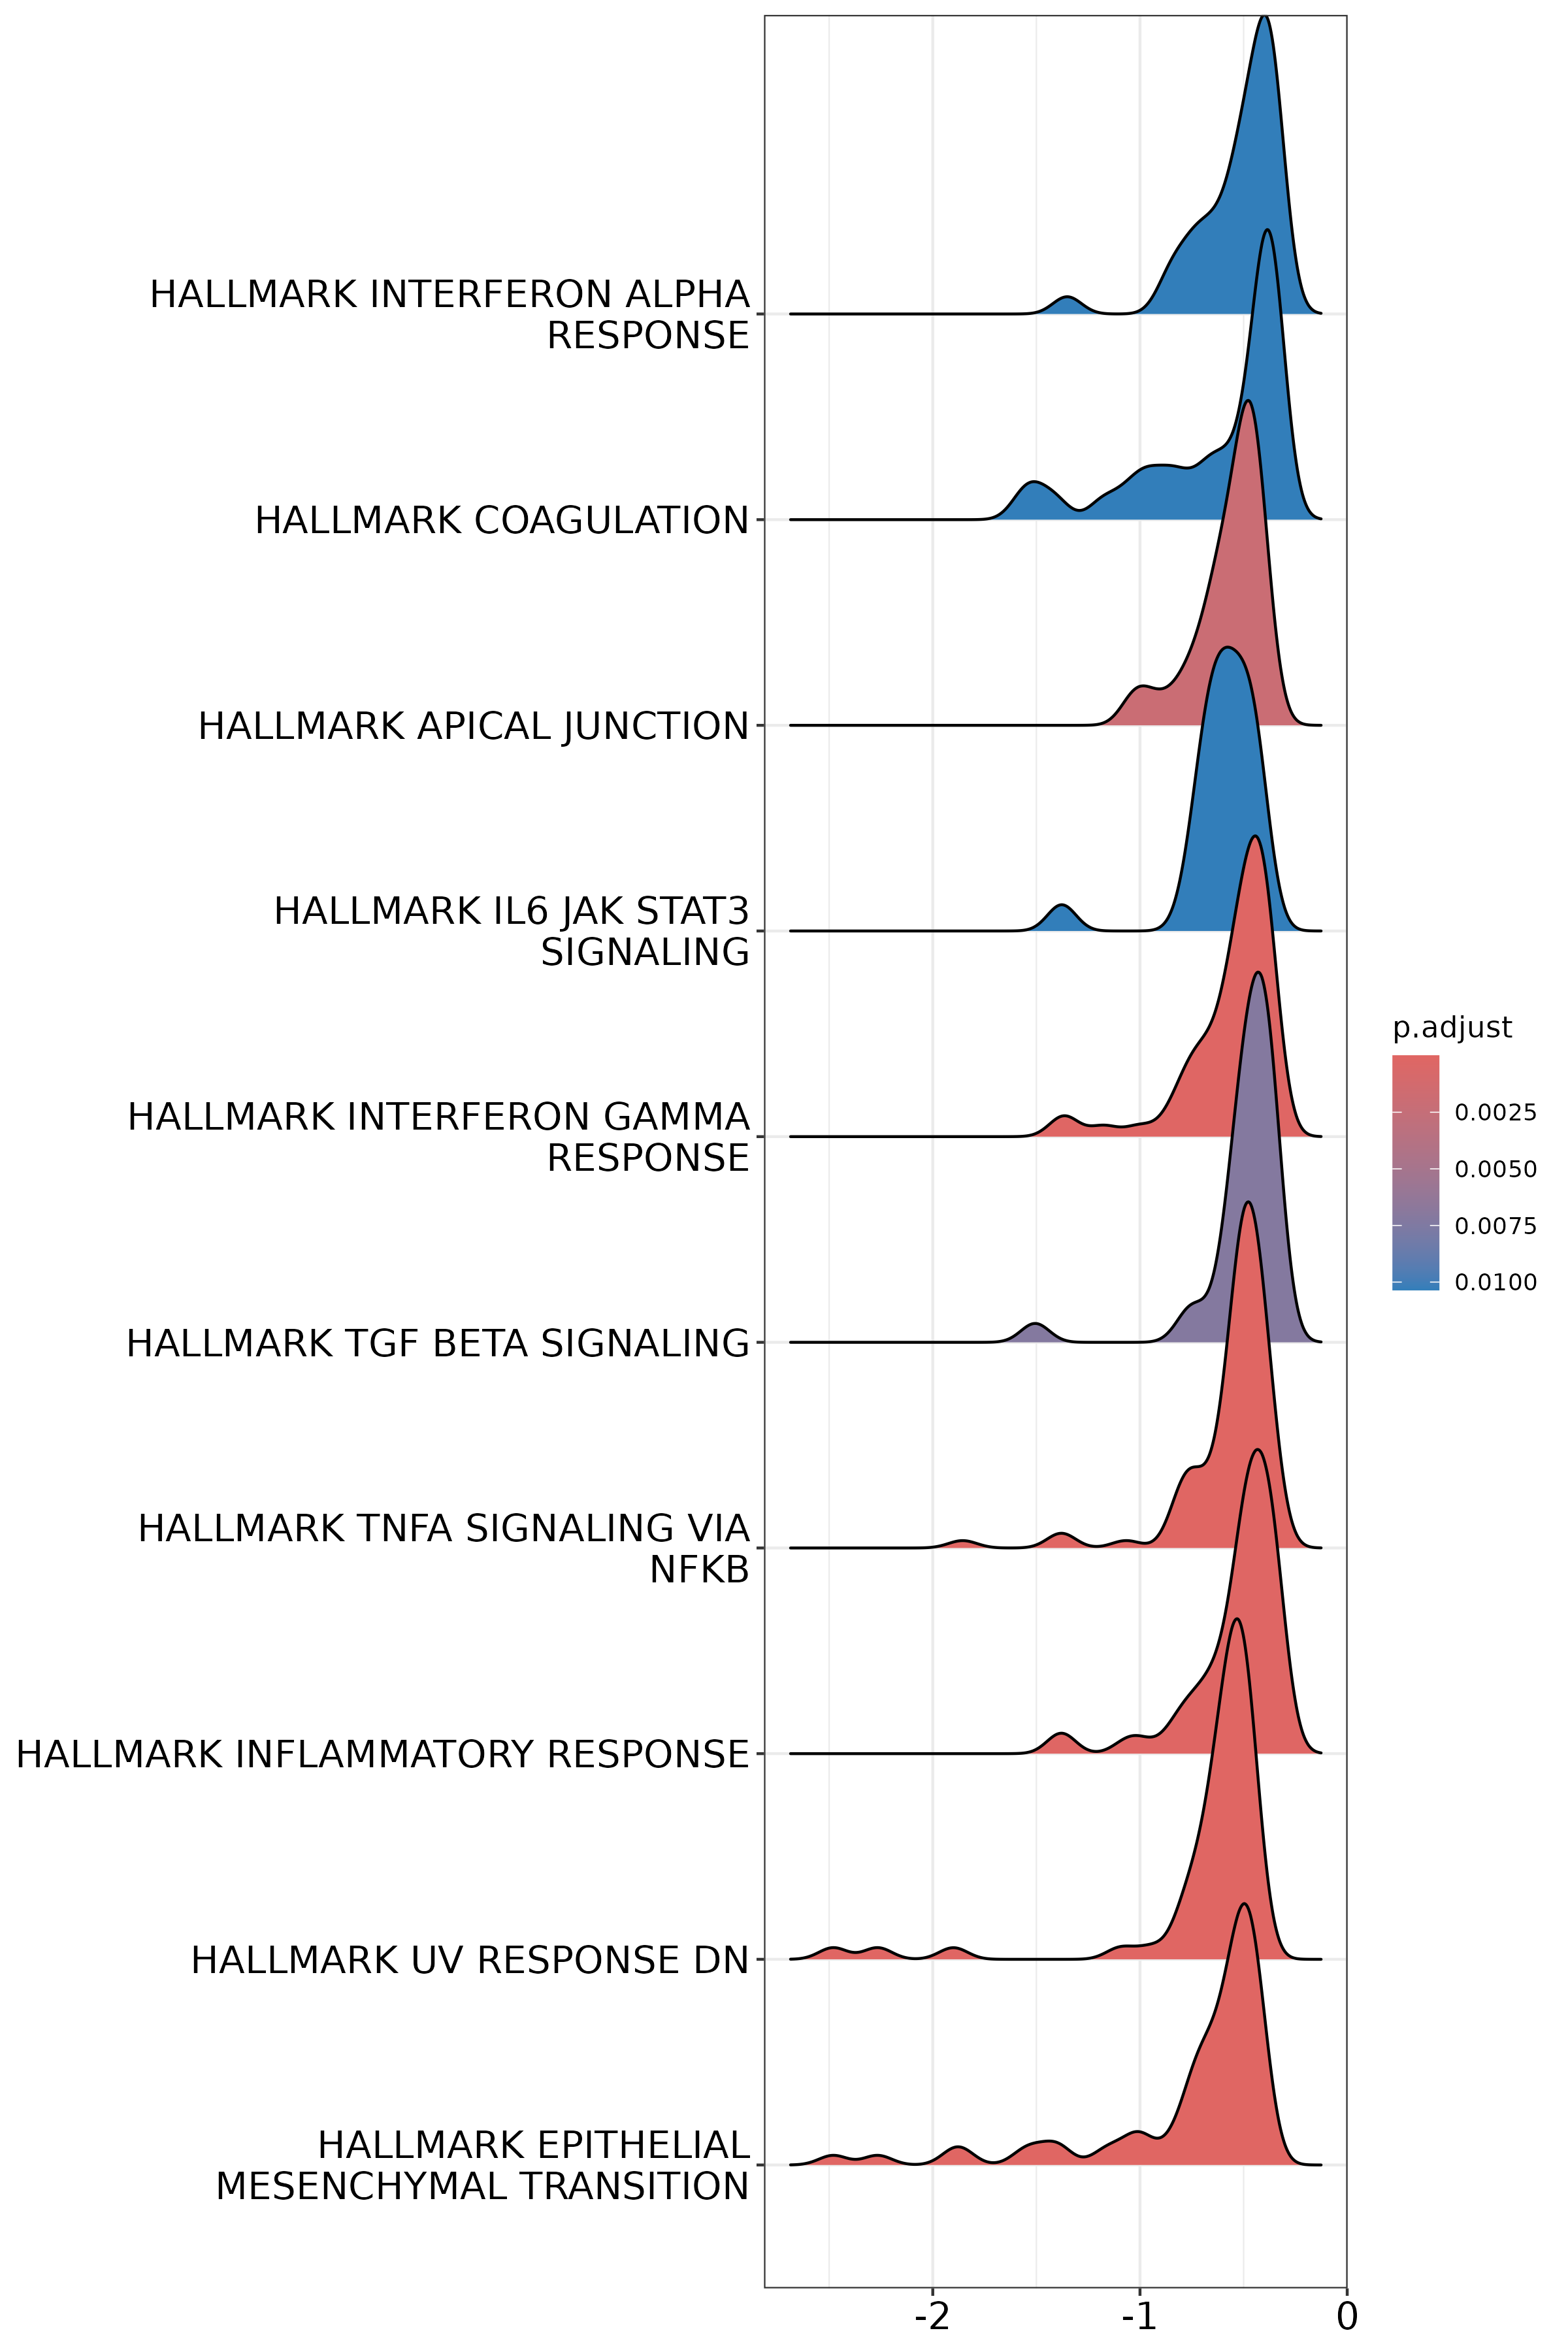 HALLMARK INTERFERON ALPHA
RESPONSE
HALLMARK COAGULATION
HALLMARK APICAL JUNCTION
HALLMARK IL6 JAK STAT3
SIGNALING
HALLMARK INTERFERON GAMMA
RESPONSE
HALLMARK TGF BETA SIGNALING
HALLMARK TNFA SIGNALING VIA
NFKB
HALLMARK INFLAMMATORY RESPONSE
HALLMARK UV RESPONSE DN
HALLMARK EPITHELIAL
MESENCHYMAL TRANSITION
-2
-1
0
p.adjust
0.0025
0.0050
0.0075
0.0100